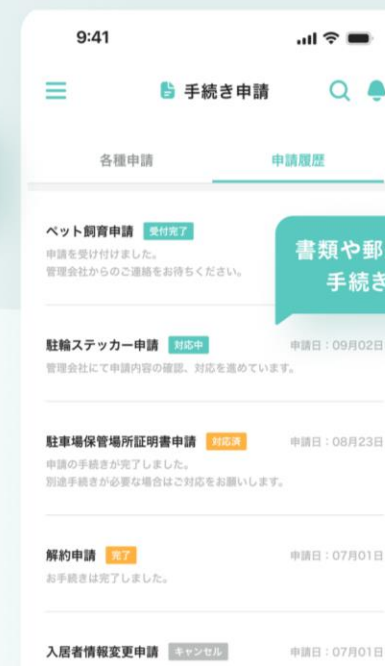 9:41
手続き申請
各種申請
申請履歴
ペット飼育申請 受付完了
申請を受け付けました。
管理会社からのご連絡をお待ちください。
書類や郵
手続き
駐輪ステッカー申請 対応中 申請日：09月02日
管理会社にて申請内容の確認、対応を進めています。
駐車場保管場所証明書申請 対応済 申請日：08月23日
申請の手続きが完了しました。
別途手続きが必要な場合はご対応をお願いします。
解約申請 完了 申請日：07月01日
お手続きは完了しました。
入居者情報変更申請 キャンセル 申請日：07月01日